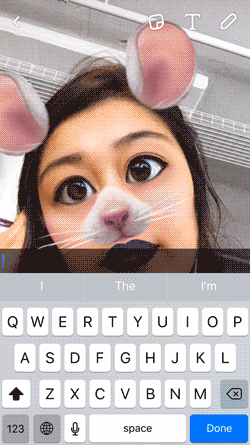 T
I The I'm
Q W E R T Y U I O P
A S D F G H J K L
Z X C V B N M
123 space Done